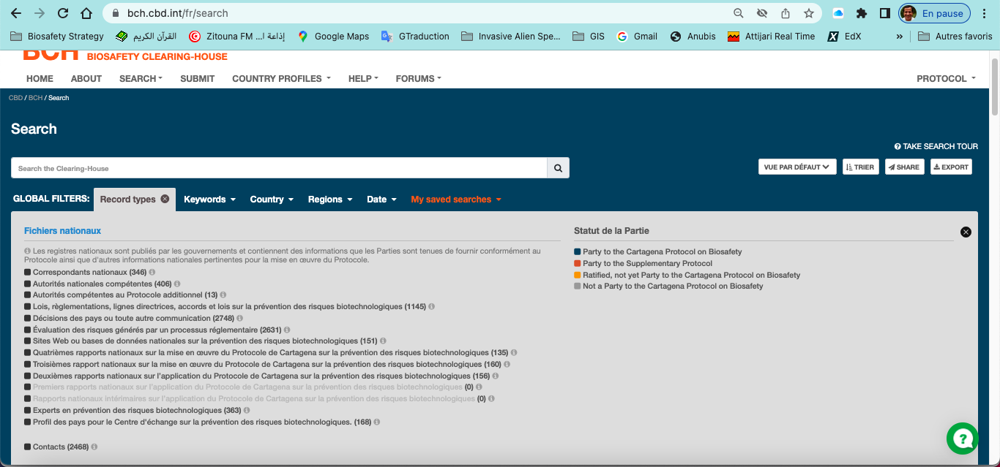 bch.cbd.int/fr/search
En pause
Biosafety Strategy
القرآن الكريم
Zitouna FM ...إذاعة ا
Google Maps
GTraduction
Invasive Alien Spe...
GIS
Gmail
Anubis
Attijari Real Time
EdX
»
Autres favoris
BCH BIOSAFETY CLEARING-HOUSE
HOME ABOUT SEARCH SUBMIT COUNTRY PROFILES HELP FORUMS PROTOCOL
CBD / BCH / Search
Search
TAKE SEARCH TOUR
Search the Clearing-House
VUE PAR DÉFAUT TRIER SHARE EXPORT
GLOBAL FILTERS: Record types Keywords Country Regions Date My saved searches
Fichiers nationaux
Les registres nationaux sont publiés par les gouvernements et contiennent des informations que les Parties sont tenues de fournir conformément au
Protocole ainsi que d'autres informations nationales pertinentes pour la mise en œuvre du Protocole.
Correspondants nationaux (346)
Autorités nationales compétentes (406)
Autorités compétentes au Protocole additionnel (13)
Lois, règlementations, lignes directrices, accords et lois sur la prévention des risques biotechnologiques (1145)
Décisions des pays ou toute autre communication (2748)
Évaluation des risques générés par un processus réglementaire (2631)
Sites Web ou bases de données nationales sur la prévention des risques biotechnologiques (151)
Quatrièmes rapports nationaux sur la mise en œuvre du Protocole de Cartagena sur la prévention des risques biotechnologiques (135)
Troisièmes rapport nationaux sur la mise en œuvre du Protocole de Cartagena sur la prévention des risques biotechnologiques (160)
Deuxièmes rapports nationaux sur l'application du Protocole de Cartagena sur la prévention des risques biotechnologiques (156)
Premiers rapports nationaux sur l'application du Protocole de Cartagena sur la prévention des risques biotechnologiques (0)
Rapports nationaux intérimaires sur l'application du Protocole de Cartagena sur la prévention des risques biotechnologiques (0)
Experts en prévention des risques biotechnologiques (363)
Profil des pays pour le Centre d'échange sur la prévention des risques biotechnologiques. (168)
Contacts (2468)
Statut de la Partie
Party to the Cartagena Protocol on Biosafety
Party to the Supplementary Protocol
Ratified, not yet Party to the Cartagena Protocol on Biosafety
Not a Party to the Cartagena Protocol on Biosafety